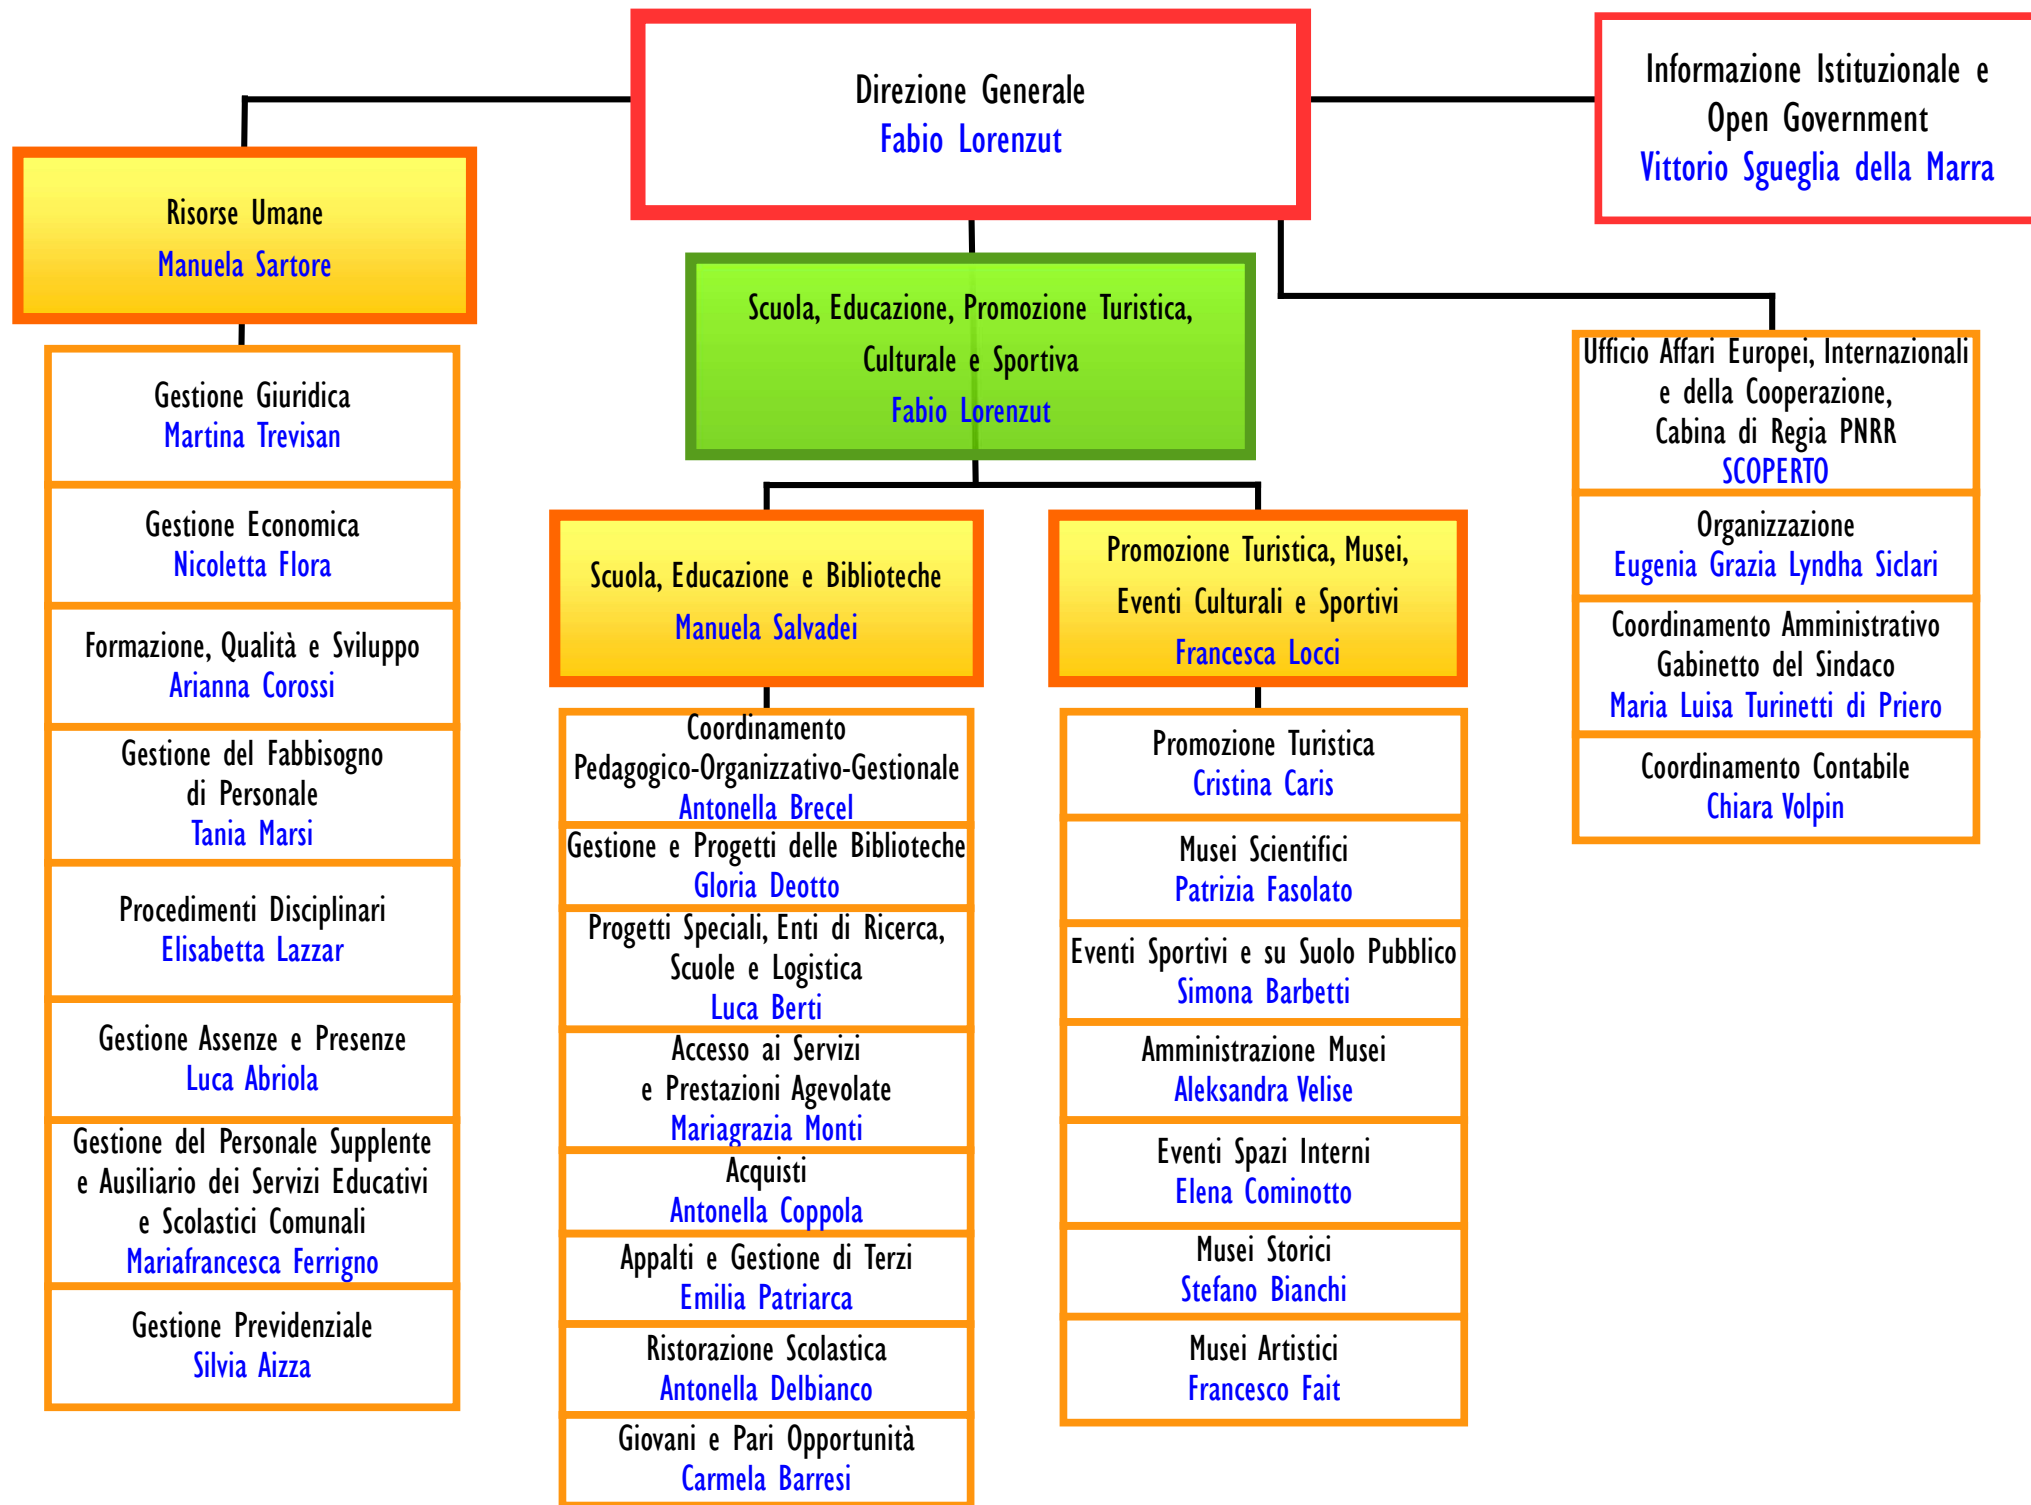 Direzione Generale
Fabio Lorenzut
Informazione Istituzionale e
Open Government
Vittorio Sgueglia della Marra
Risorse Umane
Manuela Sartore
Gestione Giuridica
Martina Trevisan
Gestione Economica
Nicoletta Flora
Formazione, Qualità e Sviluppo
Arianna Corossi
Gestione del Fabbisogno
di Personale
Tania Marsi
Procedimenti Disciplinari
Elisabetta Lazzar
Gestione Assenze e Presenze
Luca Abriola
Gestione del Personale Supplente
e Ausiliario dei Servizi Educativi
e Scolastici Comunali
Mariafrancesca Ferrigno
Gestione Previdenziale
Silvia Aizza
Scuola, Educazione, Promozione Turistica,
Culturale e Sportiva
Fabio Lorenzut
Scuola, Educazione e Biblioteche
Manuela Salvadei
Coordinamento
Pedagogico-Organizzativo-Gestionale
Antonella Brecel
Gestione e Progetti delle Biblioteche
Gloria Deotto
Progetti Speciali, Enti di Ricerca,
Scuole e Logistica
Luca Berti
Accesso ai Servizi
e Prestazioni Agevolate
Mariagrazia Monti
Acquisti
Antonella Coppola
Appalti e Gestione di Terzi
Emilia Patriarca
Ristorazione Scolastica
Antonella Delbianco
Giovani e Pari Opportunità
Carmela Barresi
Promozione Turistica, Musei,
Eventi Culturali e Sportivi
Francesca Locci
Promozione Turistica
Cristina Caris
Musei Scientifici
Patrizia Fasolato
Eventi Sportivi e su Suolo Pubblico
Simona Barbetti
Amministrazione Musei
Aleksandra Velise
Eventi Spazi Interni
Elena Cominotto
Musei Storici
Stefano Bianchi
Musei Artistici
Francesco Fait
Ufficio Affari Europei, Internazionali
e della Cooperazione,
Cabina di Regia PNRR
SCOPERTO
Organizzazione
Eugenia Grazia Lyndha Siclari
Coordinamento Amministrativo
Gabinetto del Sindaco
Maria Luisa Turinetti di Priero
Coordinamento Contabile
Chiara Volpin